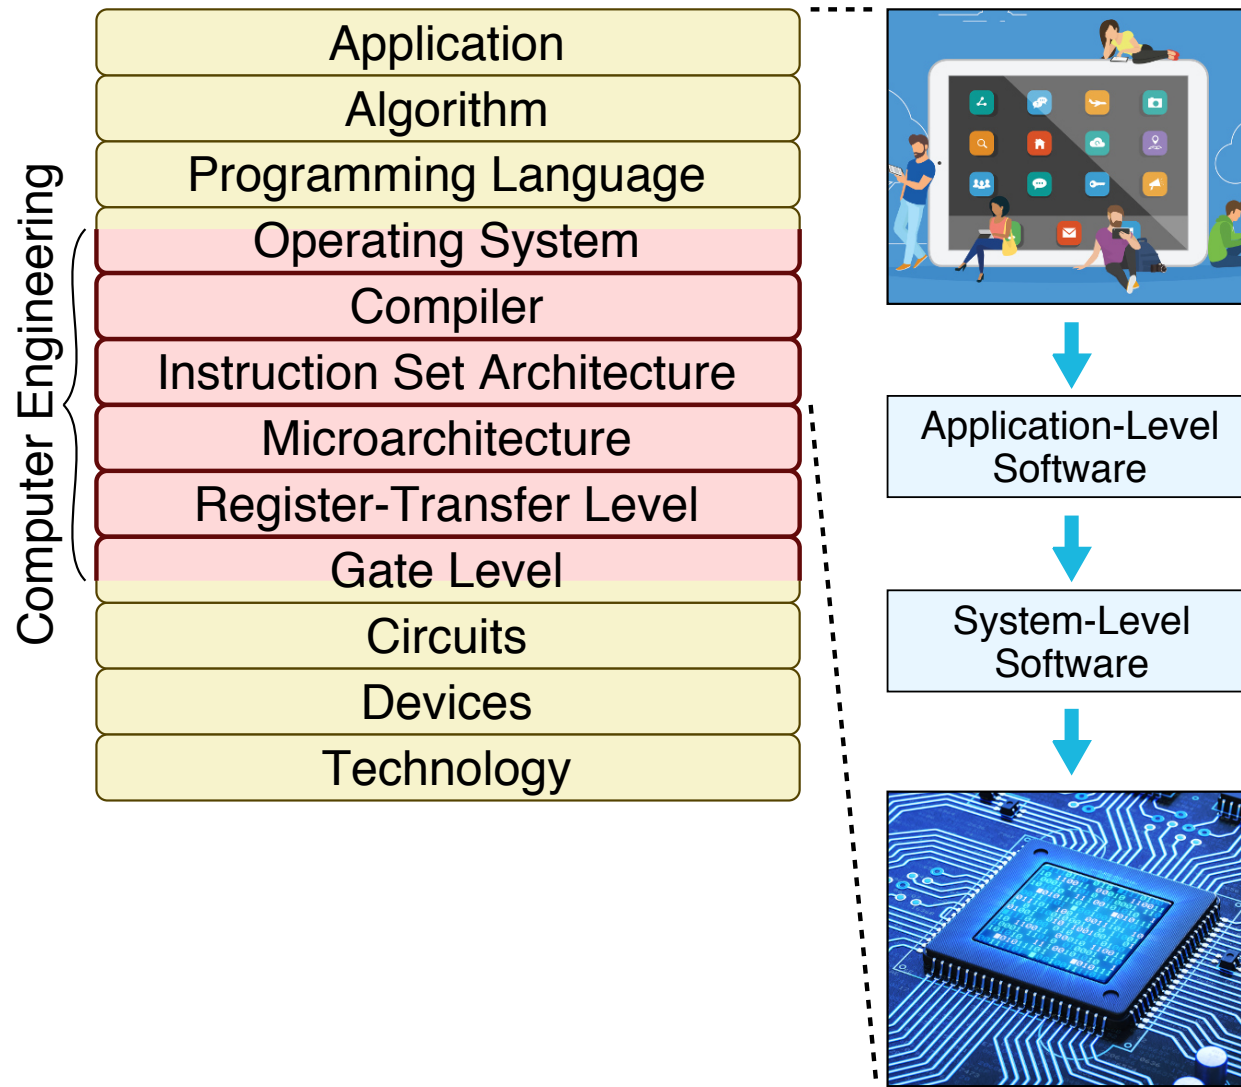 Computer Engineering
Application
Algorithm
Programming Language
Operating System
Compiler
Instruction Set Architecture
Microarchitecture
Register-Transfer Level
Gate Level
Circuits
Devices
Technology
Application-Level
Software
System-Level
Software